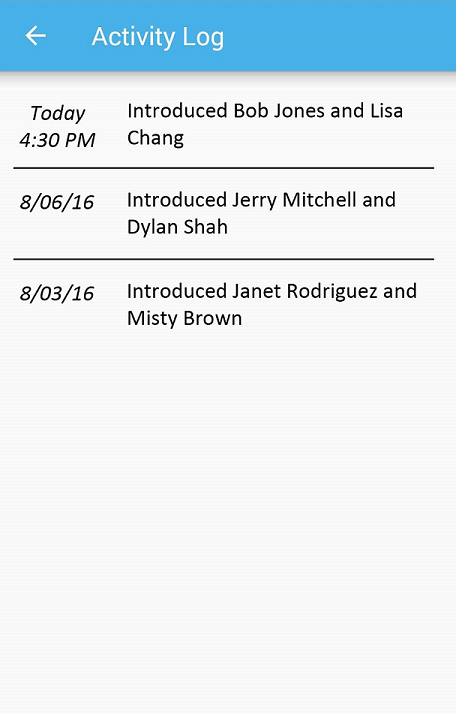 Activity Log
Today
4:30 PM
Introduced Bob Jones and Lisa
Chang
8/06/16
Introduced Jerry Mitchell and
Dylan Shah
8/03/16
Introduced Janet Rodriguez and
Misty Brown